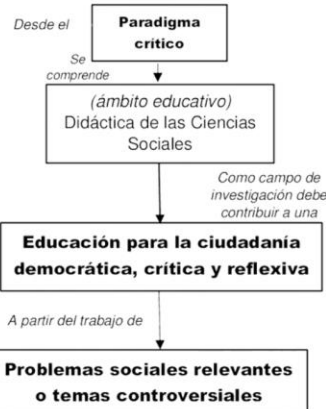 Desde el
Paradigma
crítico
Se
comprende
(ámbito educativo)
Didáctica de las Ciencias
Sociales
Como campo de
investigación debe
contribuir a una
Educación para la ciudadanía
democrática, crítica y reflexiva
A partir del trabajo de
Problemas sociales relevantes
o temas controversiales